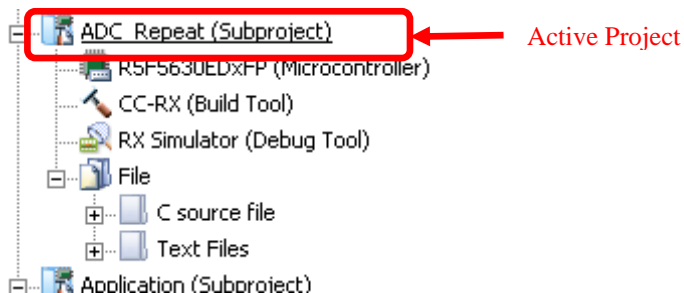 ADC_Repeat (Subproject)
Active Project
R5F5630EDxFP (Microcontroller)
CC-RX (Build Tool)
RX Simulator (Debug Tool)
File
C source file
Text Files
Application (Subproject)